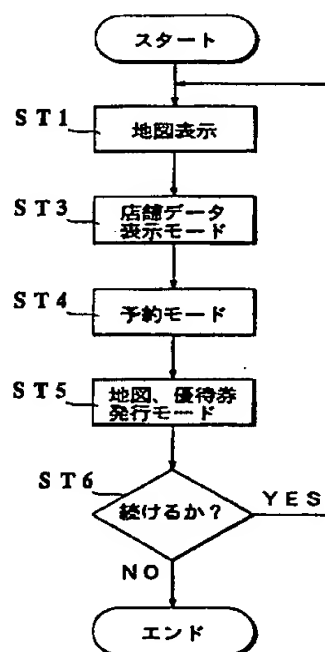 スタート
ST1
地図表示
ST3
店舗データ
表示モード
ST4
予約モード
ST5
地図、優待券
発行モード
ST6
続けるか?
YES
NO
エンド